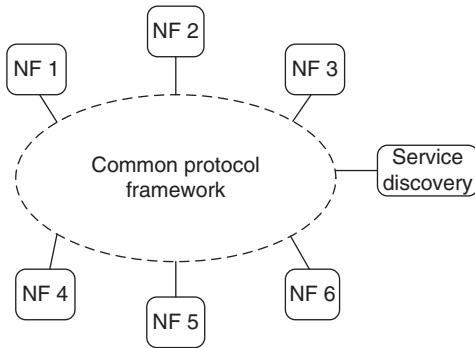 NF 1
NF 2
NF 3
Common protocol
framework
Service
discovery
NF 4
NF 5
NF 6